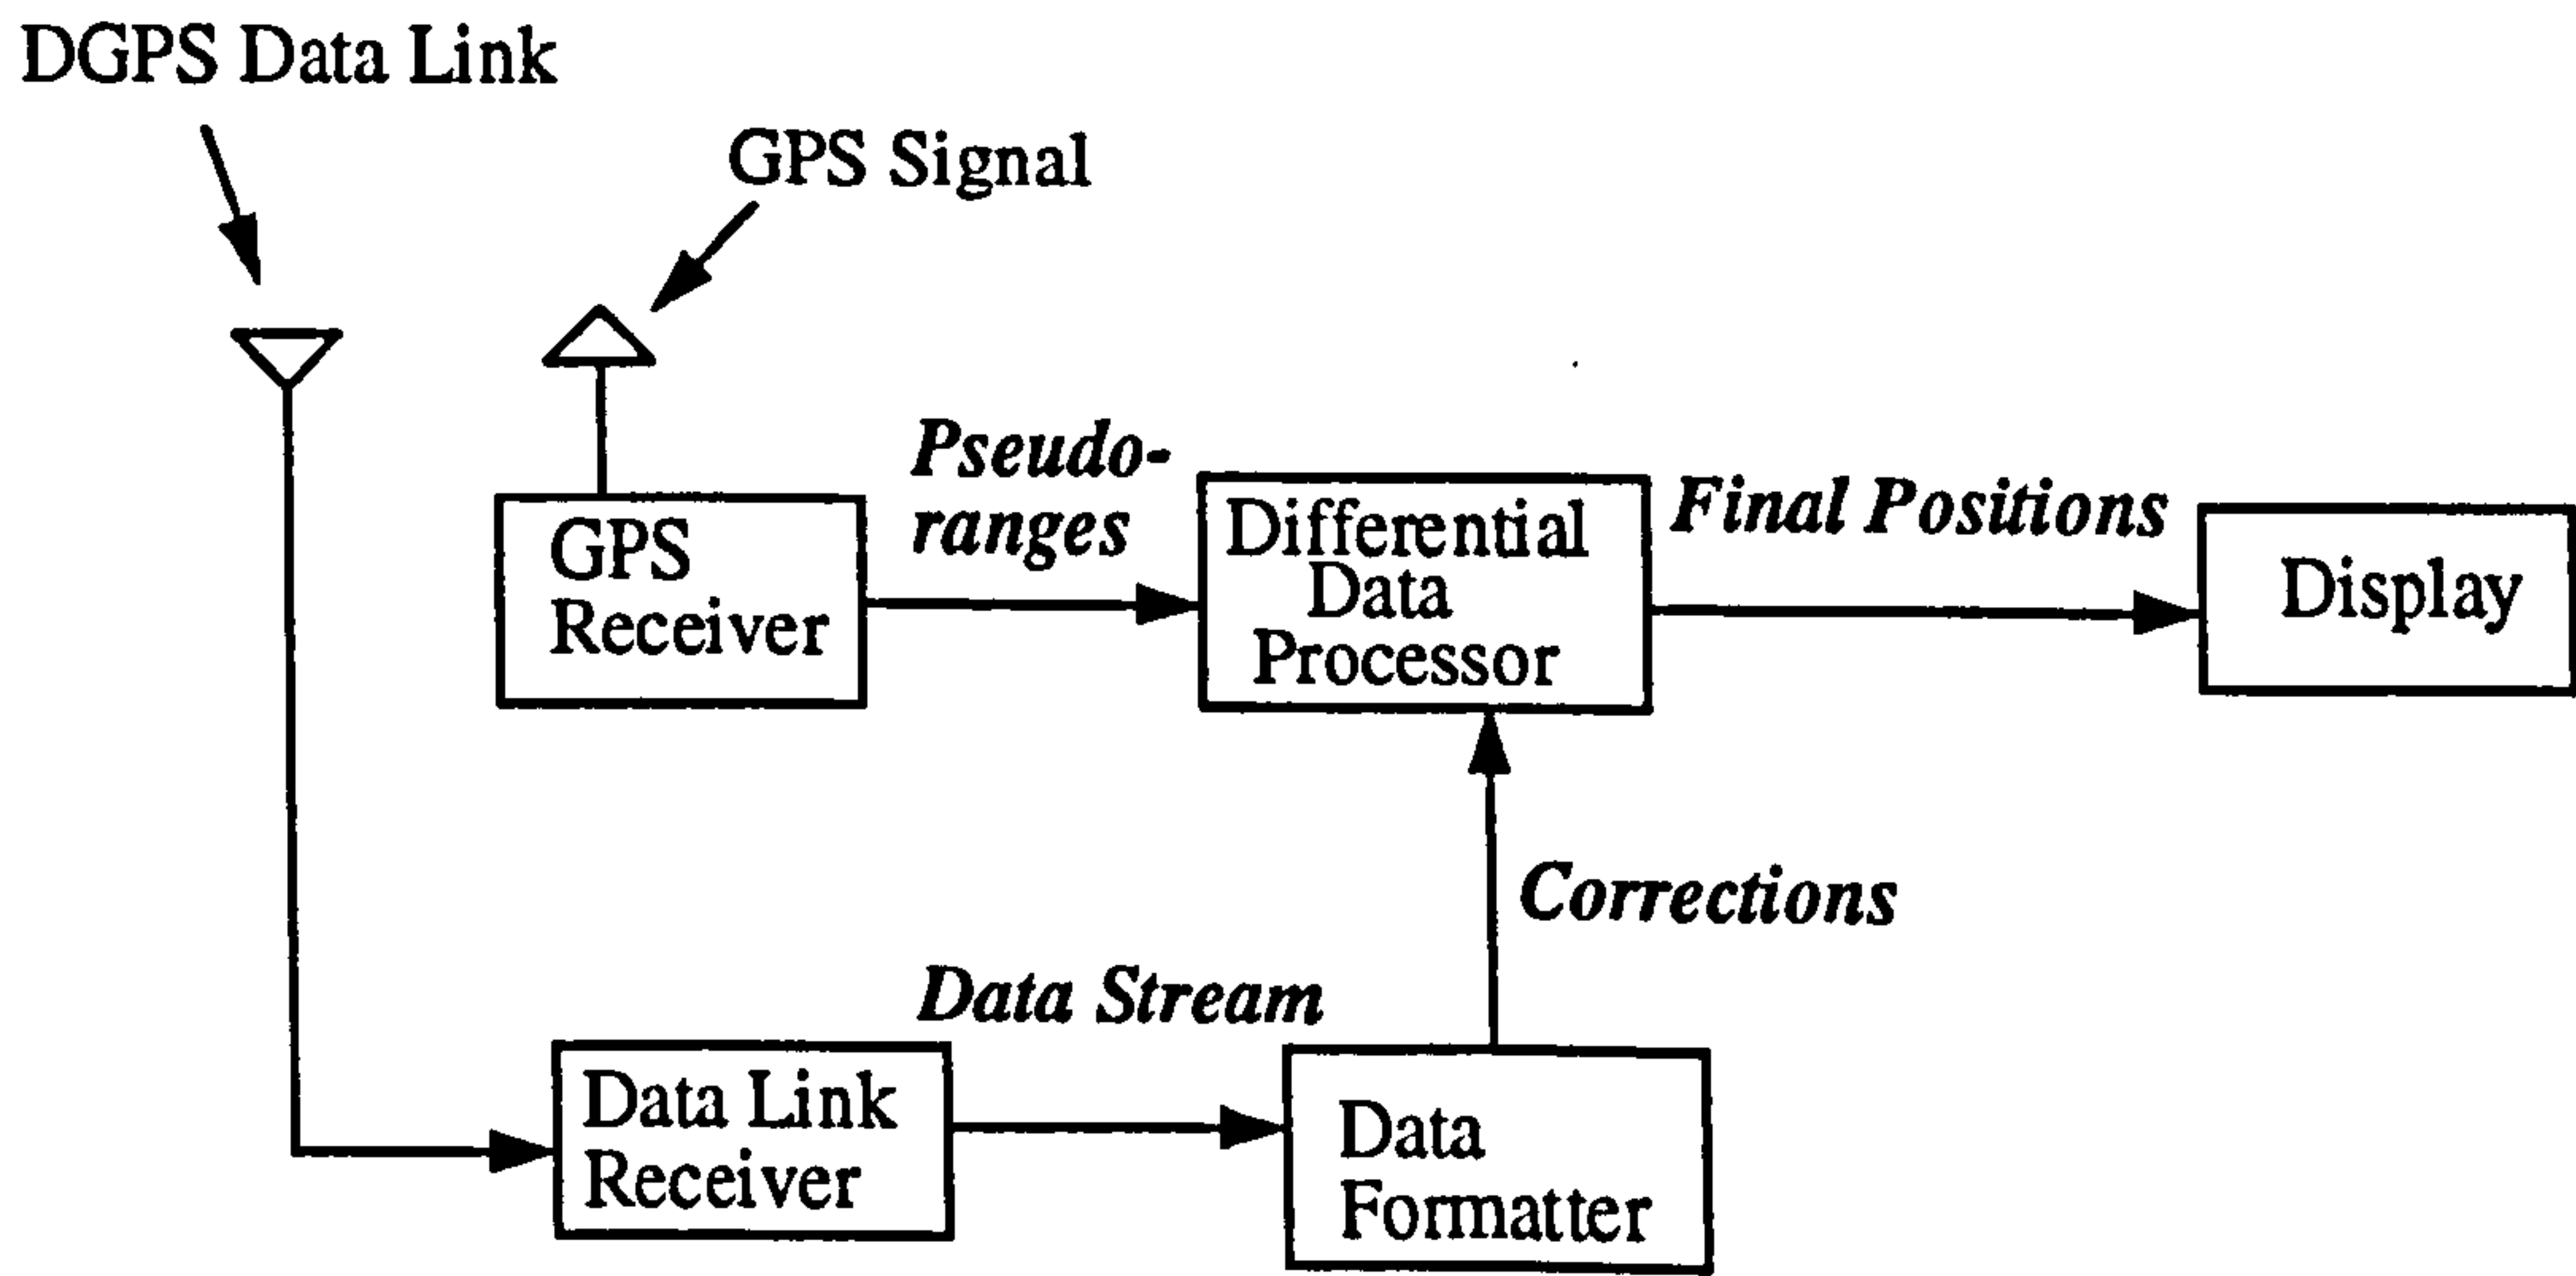 DGPS Data Link
GPS Signal
Pseudo-
ranges
GPS
Receiver
Differential
Data
Processor
Final Positions
Display
Corrections
Data Stream
Data Link
Receiver
Data
Formatter